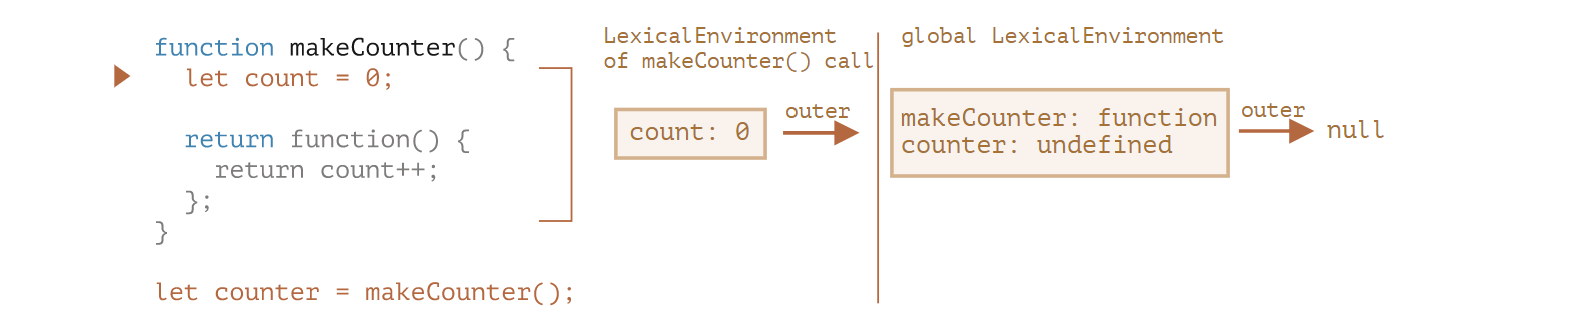 function makeCounter() {
  let count = 0;

  return function() {
    return count++;
  };
}

let counter = makeCounter();
LexicalEnvironment
of makeCounter() call
count: 0
outer
global LexicalEnvironment
makeCounter: function
counter: undefined
outer
null